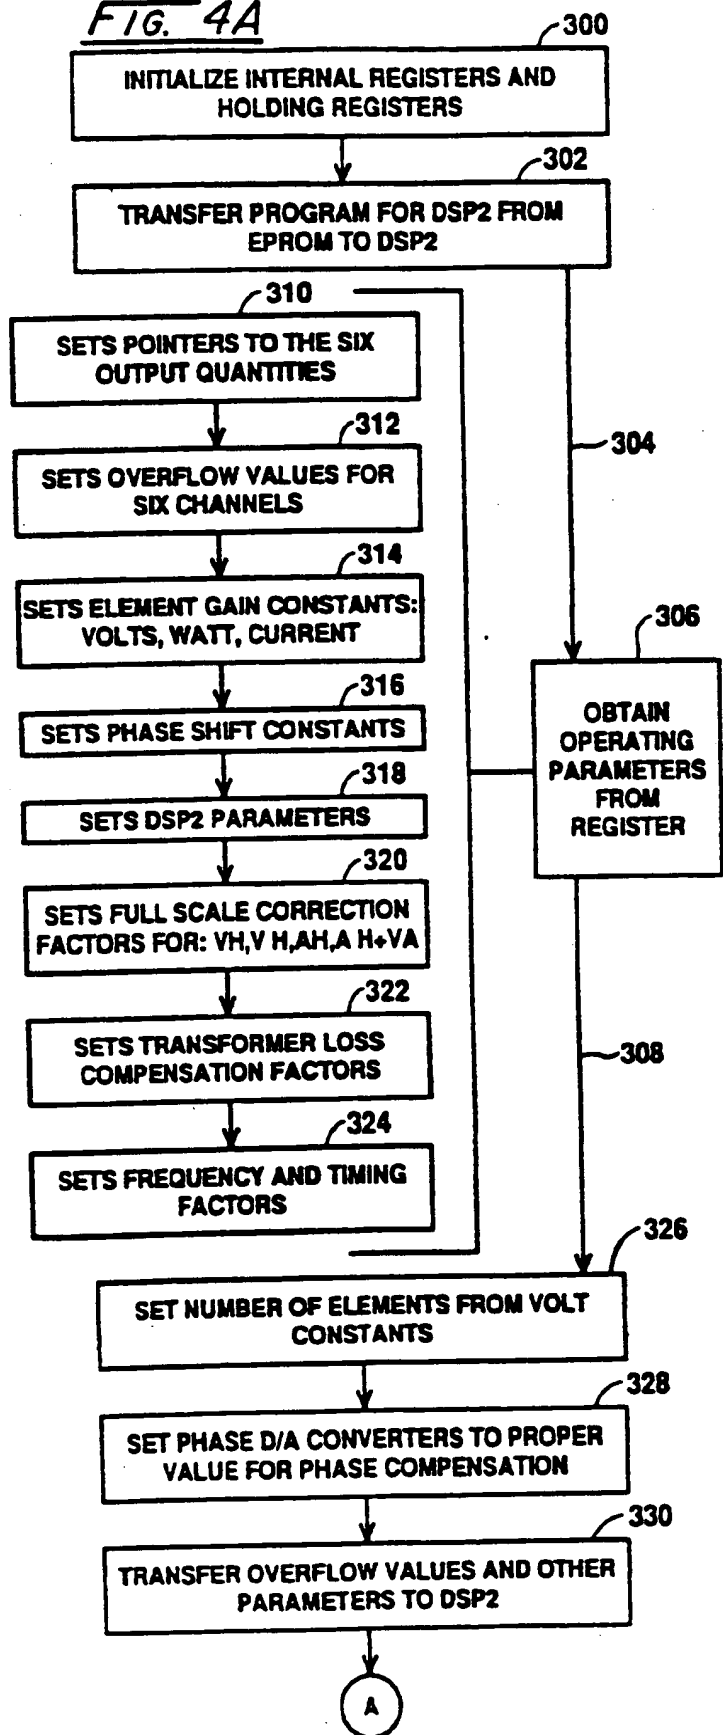 FIG. 4A
300
INITIALIZE INTERNAL REGISTERS AND
HOLDING REGISTERS
302
TRANSFER PROGRAM FOR DSP2 FROM
EPROM TO DSP2
310
SETS POINTERS TO THE SIX
OUTPUT QUANTITIES
312
SETS OVERFLOW VALUES FOR
SIX CHANNELS
304
314
SETS ELEMENT GAIN CONSTANTS:
VOLTS, WATT, CURRENT
316
SETS PHASE SHIFT CONSTANTS
306
OBTAIN
OPERATING
PARAMETERS
FROM
REGISTER
318
SETS DSP2 PARAMETERS
320
SETS FULL SCALE CORRECTION
FACTORS FOR: VH,V H,AH,A H+VA
322
SETS TRANSFORMER LOSS
COMPENSATION FACTORS
308
324
SETS FREQUENCY AND TIMING
FACTORS
326
SET NUMBER OF ELEMENTS FROM VOLT
CONSTANTS
328
SET PHASE D/A CONVERTERS TO PROPER
VALUE FOR PHASE COMPENSATION
330
TRANSFER OVERFLOW VALUES AND OTHER
PARAMETERS TO DSP2
A